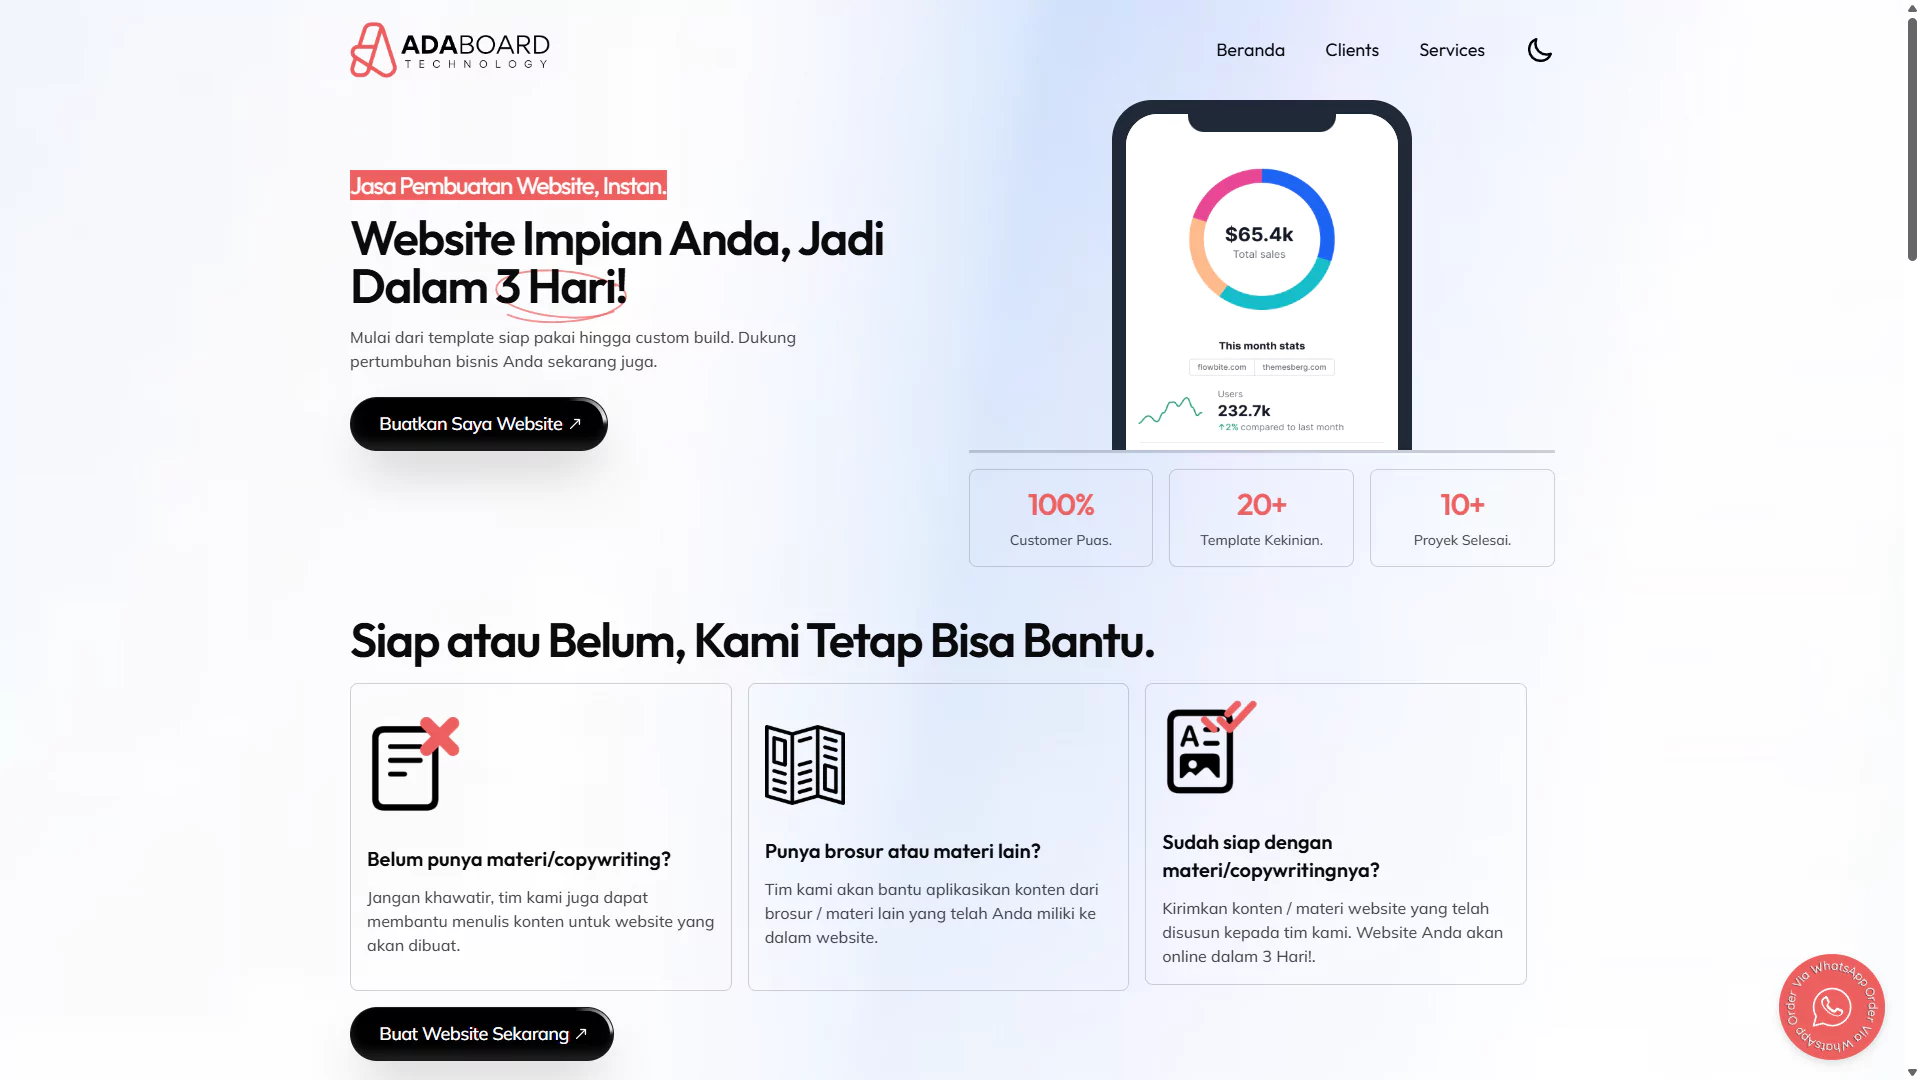 ADABOARD
TECHNOLOGY
Beranda
Clients
Services
Jasa Pembuatan Website, Instan.
Website Impian Anda, Jadi
Dalam 3 Hari!
Mulai dari template siap pakai hingga custom build. Dukung
pertumbuhan bisnis Anda sekarang juga.
Buatkan Saya Website ↗
$65.4k
Total sales
This month stats
flowbite.com
themesberg.com
Users
232.7k
↑2% compared to last month
100%
Customer Puas.
20+
Template Kekinian.
10+
Proyek Selesai.
Siap atau Belum, Kami Tetap Bisa Bantu.
Belum punya materi/copywriting?
Jangan khawatir, tim kami juga dapat
membantu menulis konten untuk website yang
akan dibuat.
Punya brosur atau materi lain?
Tim kami akan bantu aplikasikan konten dari
brosur / materi lain yang telah Anda miliki ke
dalam website.
A
Sudah siap dengan
materi/copywritingnya?
Kirimkan konten / materi website yang telah
disusun kepada tim kami. Website Anda akan
online dalam 3 Hari!.
Buat Website Sekarang ↗
Order Via WhatsApp Order Via WhatsApp